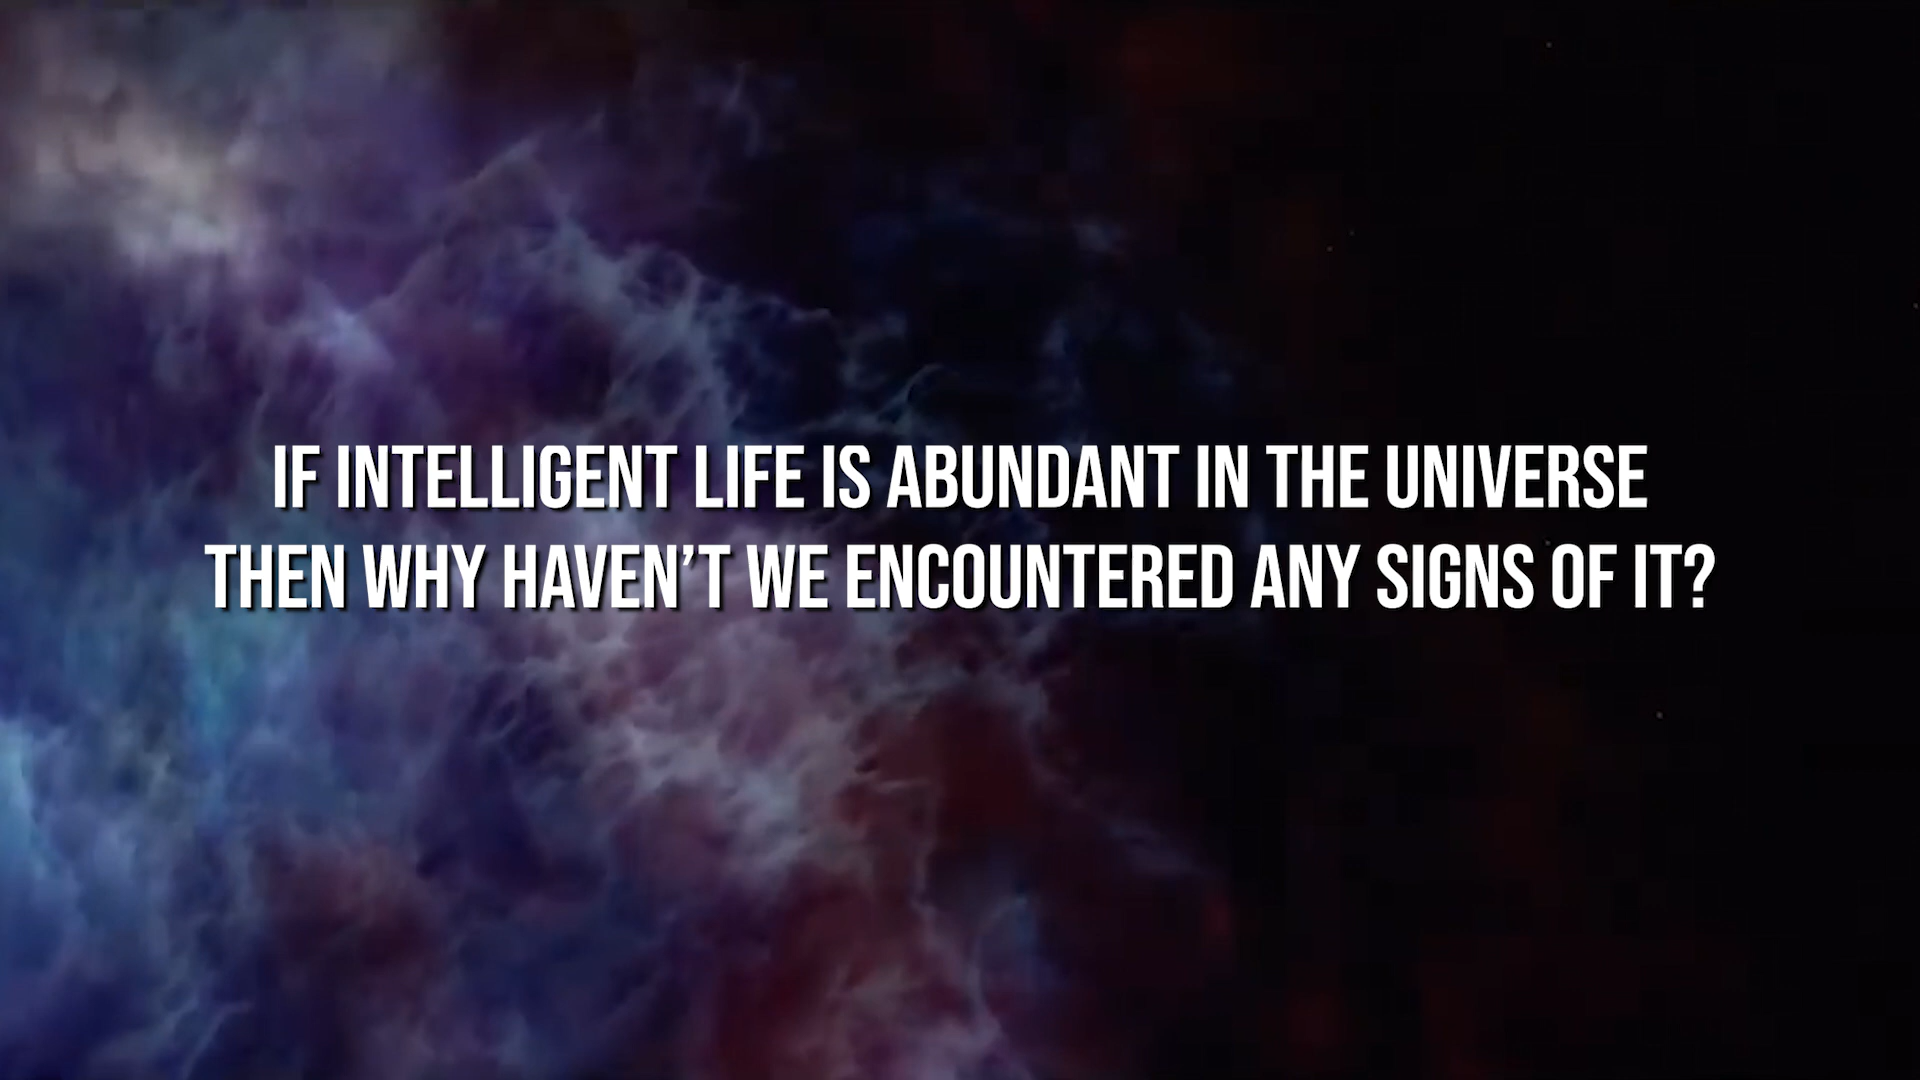 IF INTELLIGENT LIFE IS ABUNDANT IN THE UNIVERSE
THEN WHY HAVEN’T WE ENCOUNTERED ANY SIGNS OF IT?